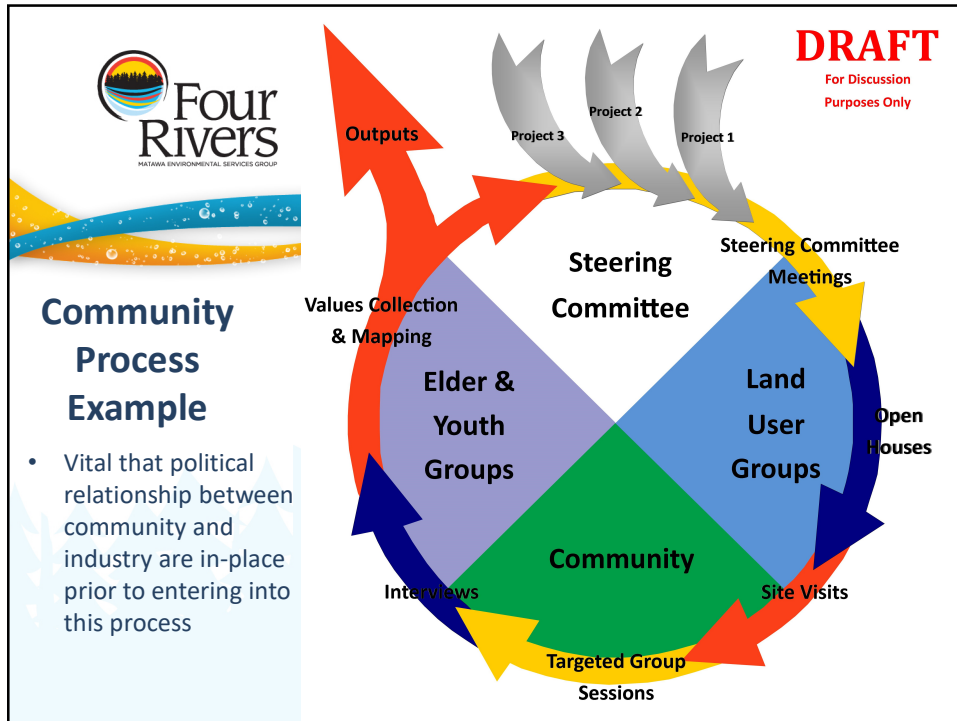 Four
Rivers
MATAWA ENVIRONMENTAL SERVICES GROUP
Community
Process
Example
• Vital that political
relationship between
community and
industry are in-place
prior to entering into
this process
DRAFT
For Discussion
Purposes Only
Outputs
Project 3
Project 2
Project 1
Steering
Committee
Steering Committee
Meetings
Values Collection
& Mapping
Elder &
Youth
Groups
Land
User
Groups
Open
Houses
Community
Interviews
Site Visits
Targeted Group
Sessions